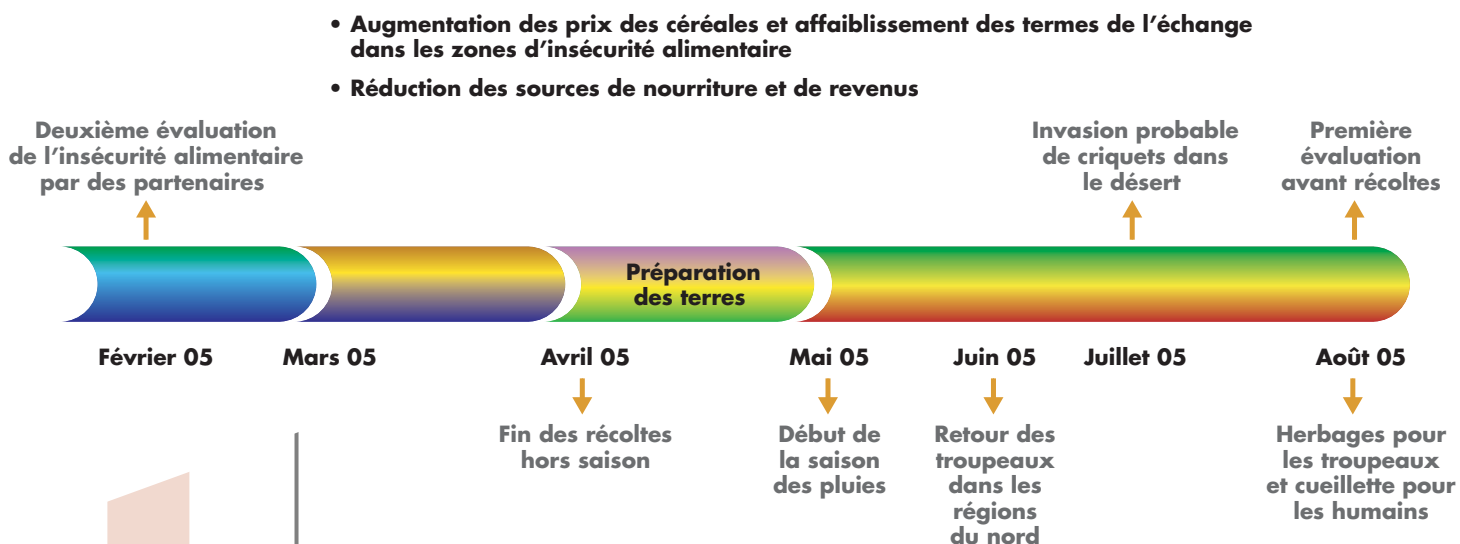 • Augmentation des prix des céréales et affaiblissement des termes de l'échange
dans les zones d'insécurité alimentaire
• Réduction des sources de nourriture et de revenus
Deuxième évaluation
de l'insécurité alimentaire
par des partenaires
Invasion probable
de criquets dans
le désert
Première
évaluation
avant récoltes
Préparation
des terres
Février 05
Mars 05
Avril 05
Mai 05
Juin 05
Juillet 05
Août 05
Fin des récoltes
hors saison
Début de
la saison
des pluies
Retour des
troupeaux
dans les
régions
du nord
Herbages pour
les troupeaux
et cueillette pour
les humains